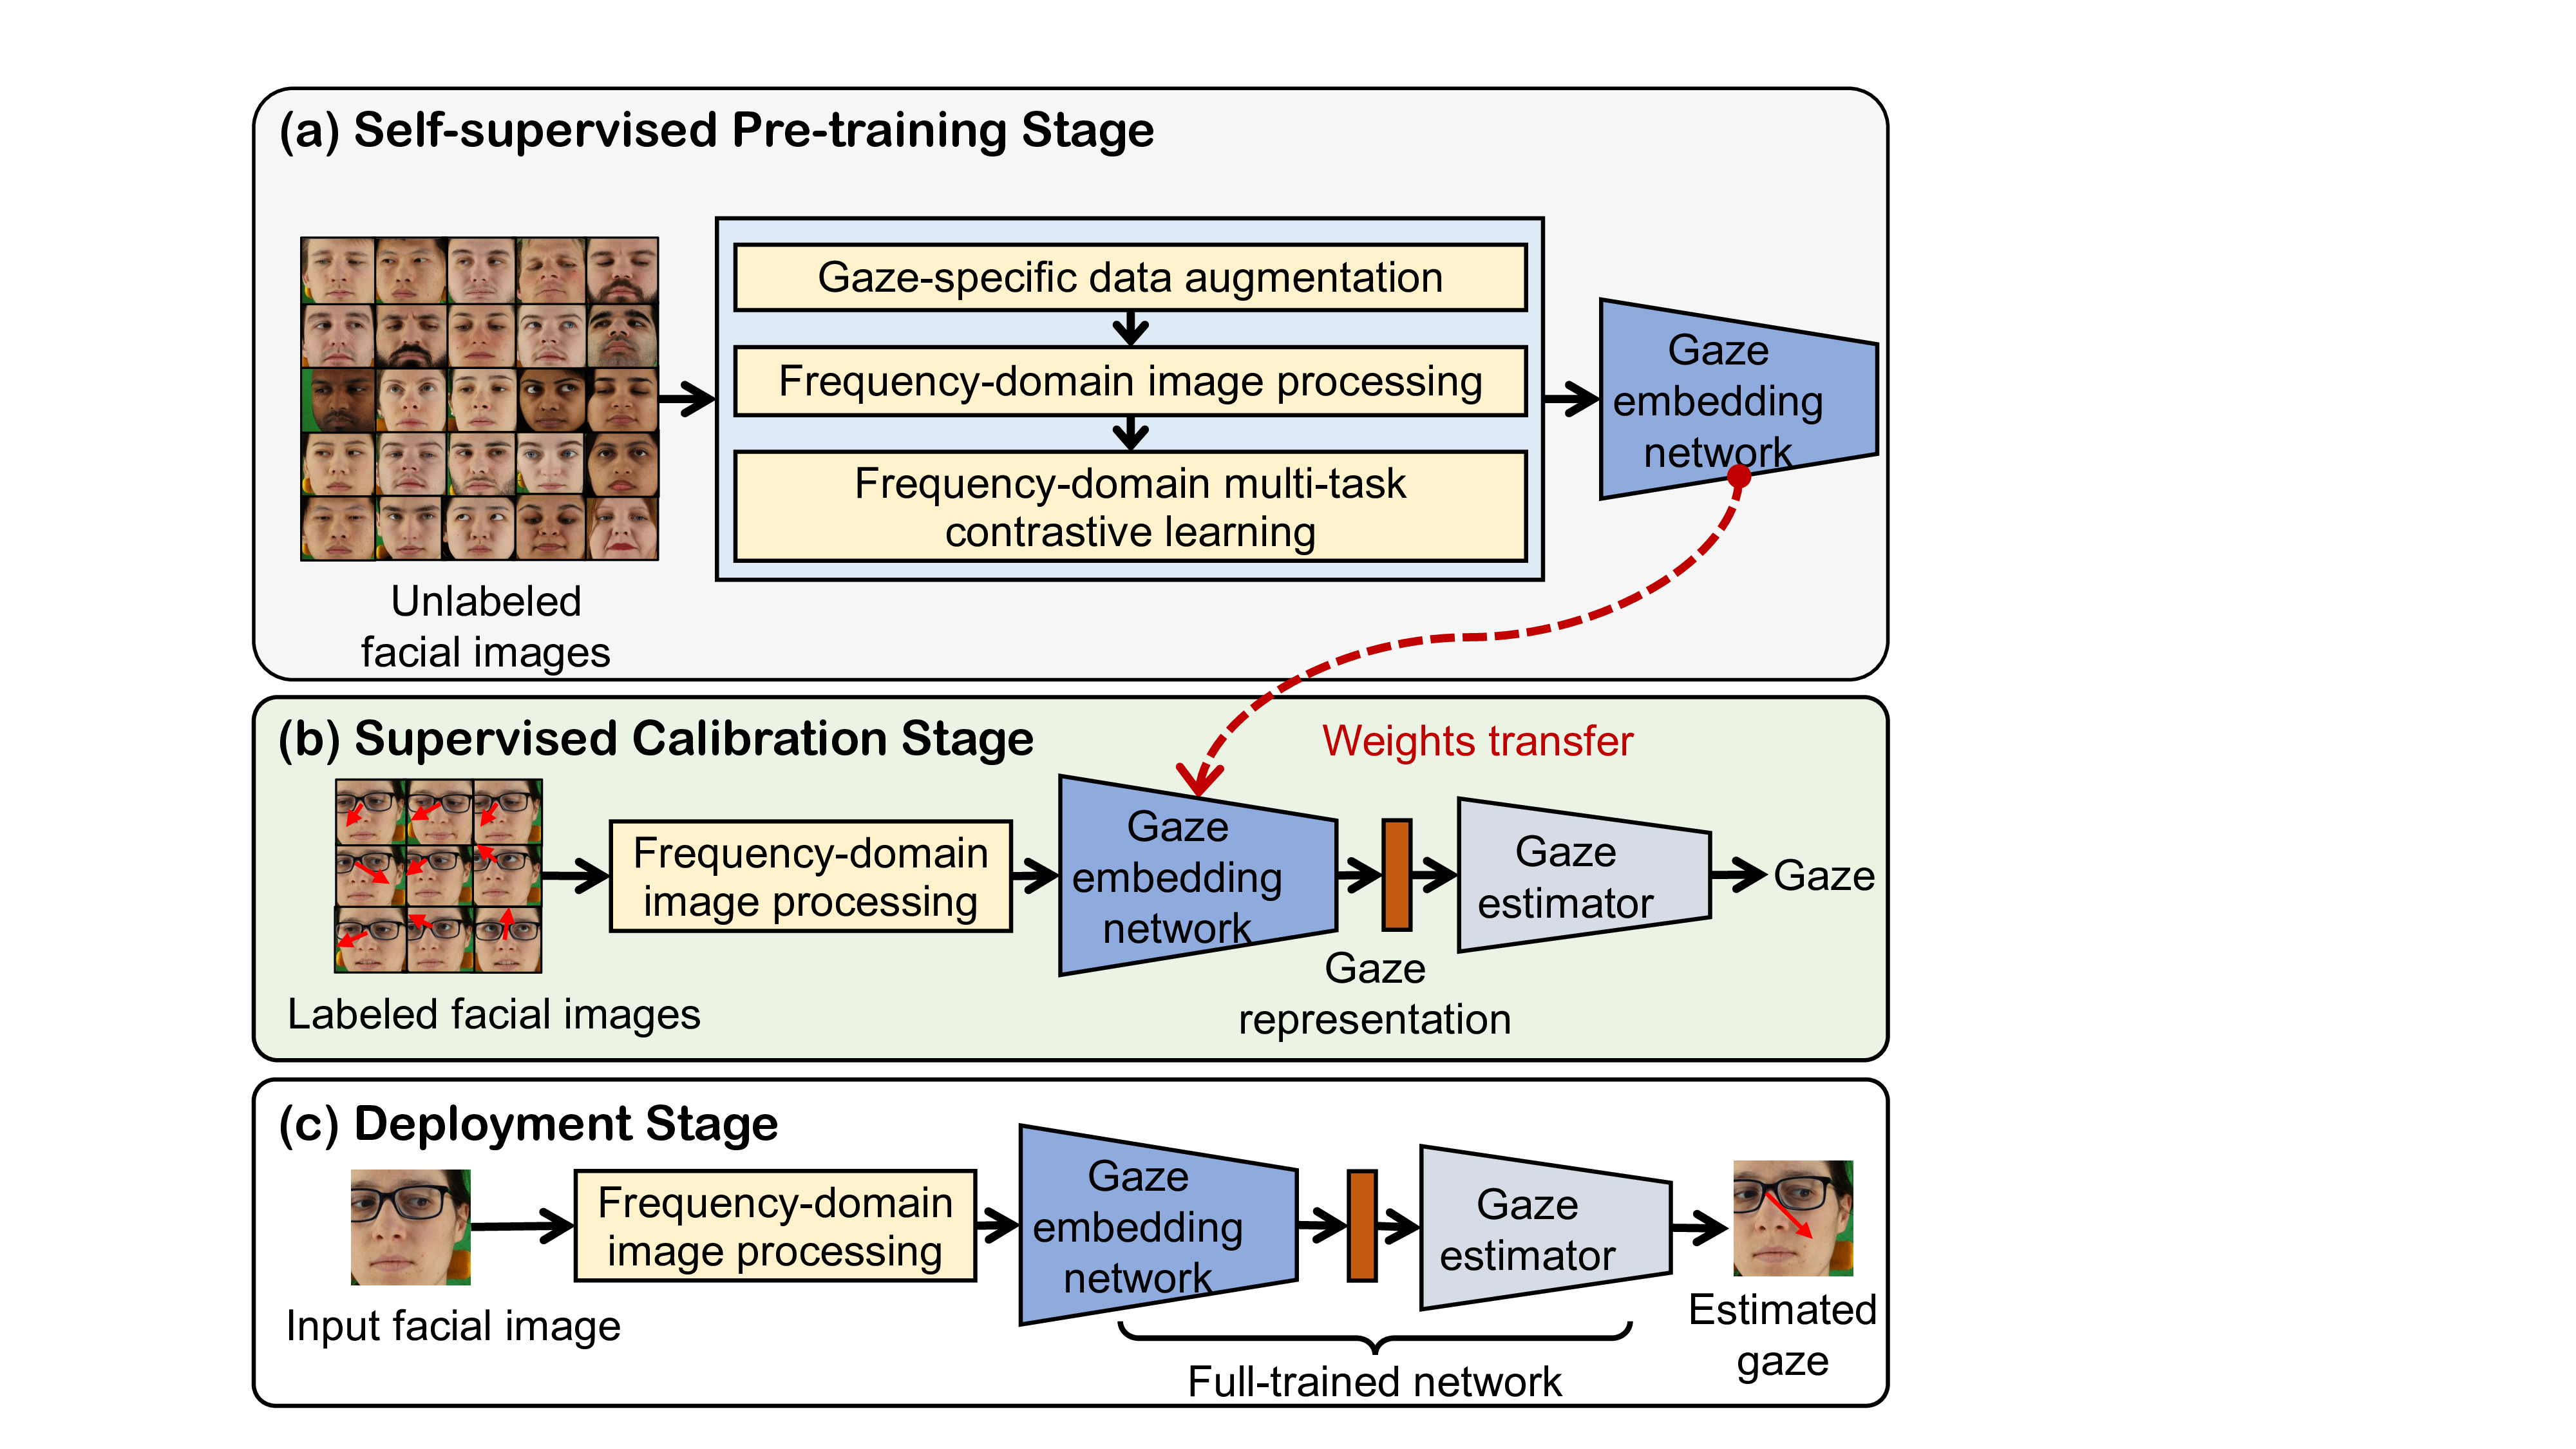 (a) Self-supervised Pre-training Stage
Gaze-specific data augmentation
Frequency-domain image processing
Frequency-domain multi-task
contrastive learning
Gaze
embedding
network
Unlabeled
facial images
(b) Supervised Calibration Stage
Weights transfer
Frequency-domain
image processing
Gaze
embedding
network
Gaze
estimator
Gaze
Gaze
representation
Labeled facial images
(c) Deployment Stage
Frequency-domain
image processing
Gaze
embedding
network
Gaze
estimator
Input facial image
Estimated
gaze
Full-trained network